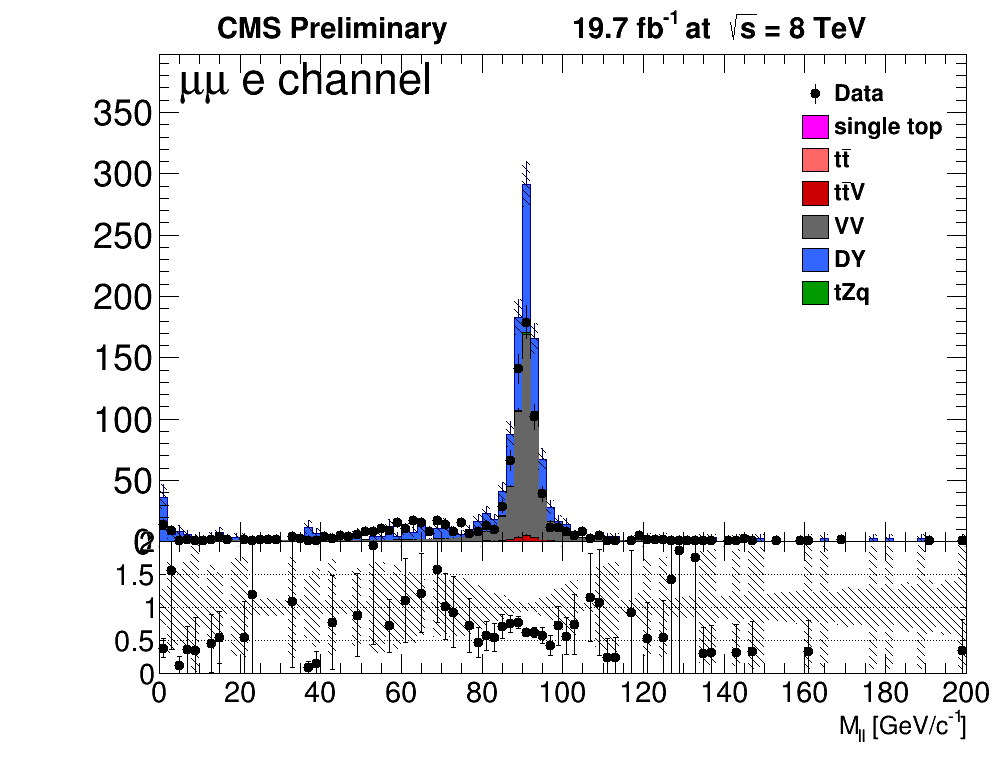 CMS Preliminary 19.7 fb⁻¹ at √s = 8 TeV
μμ e channel
Data
single top
tt̄
tt̄V
VV
DY
tZq
350
300
250
200
150
100
50
0
2
1.5
1
0.5
0
0 20 40 60 80 100 120 140 160 180 200
M_ll [GeV/c⁻¹]